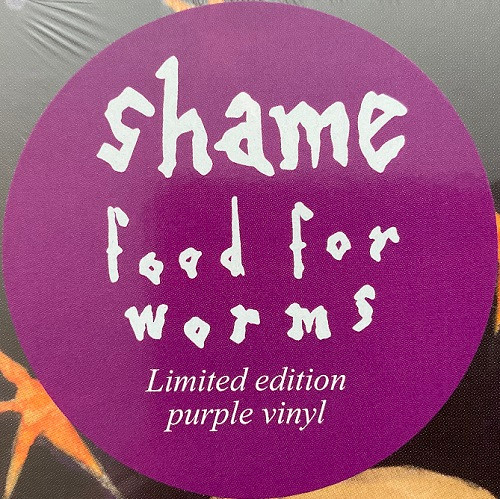 shame
food for
worms
Limited edition
purple vinyl